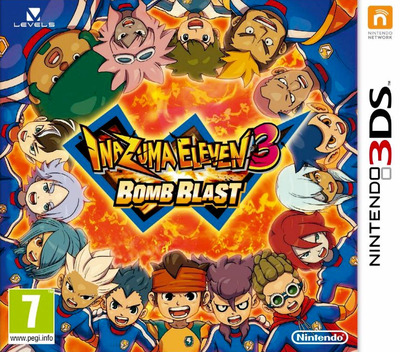 LEVEL5
NINTENDO
NETWORK
NINTENDO 3DS
INAZUMA ELEVEN 3
BOMB BLAST
7
www.pegi.info
Nintendo